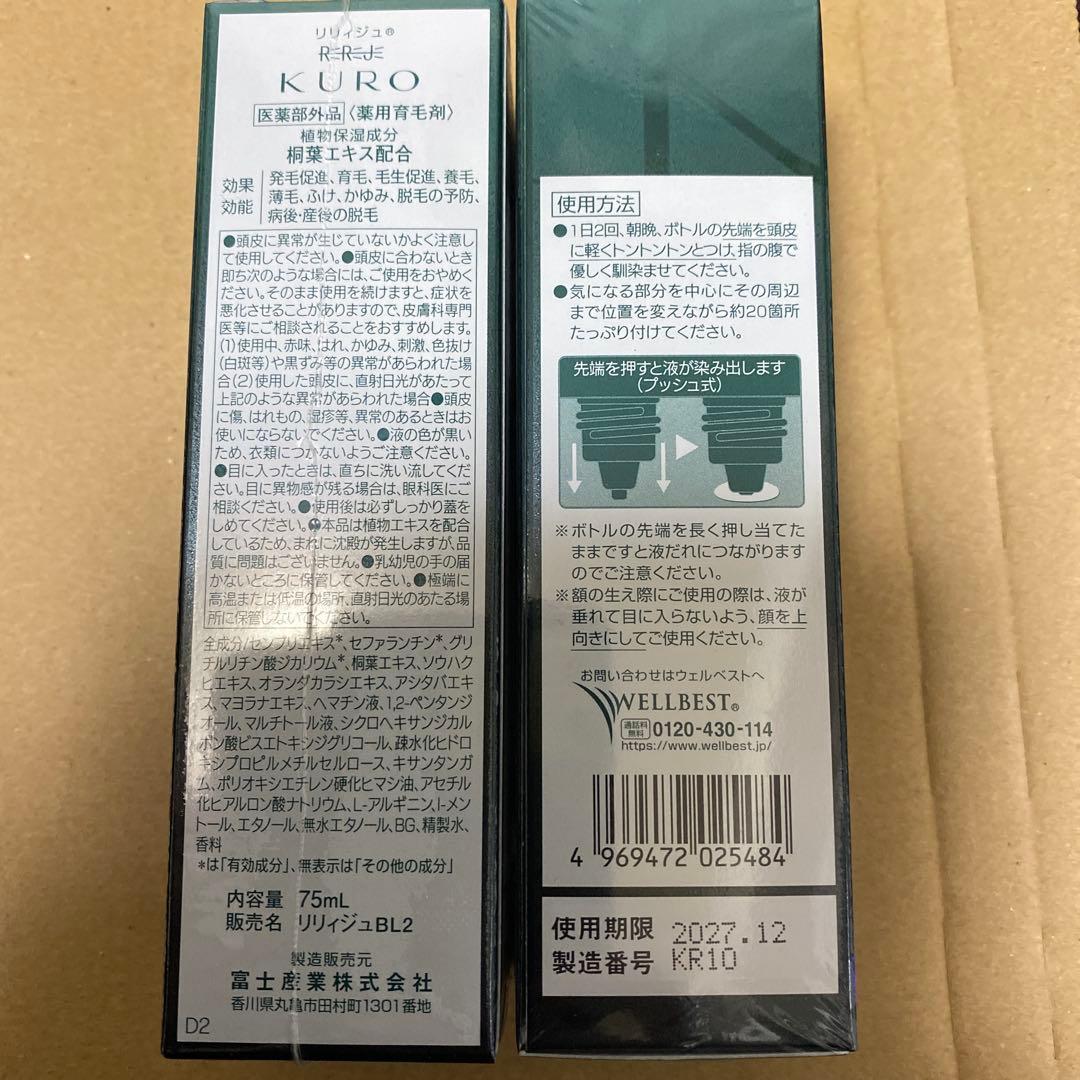 リリィジュ®
REREJE
KURO
医薬部外品〈薬用育毛剤〉
植物保湿成分
桐葉エキス配合
効果
効能
発毛促進、育毛、毛生促進、養毛、
薄毛、ふけ、かゆみ、脱毛の予防、
病後・産後の脱毛
●頭皮に異常が生じていないかよく注意し
て使用してください。●頭皮に合わないとき
即ち次のような場合には、ご使用をおやめく
ださい。そのまま使用を続けますと、症状を
悪化させることがありますので、皮膚科専門
医等にご相談されることをおすすめします。
(1)使用中、赤味、はれ、かゆみ、刺激、色抜け
(白斑等)や黒ずみ等の異常があらわれた場
合(2)使用した頭皮に、直射日光があたって
上記のような異常があらわれた場合●頭皮
に傷、はれもの、湿疹等、異常のあるときはお
使いにならないでください。●液の色が黒い
ため、衣類につかないようご注意ください。
●目に入ったときは、直ちに洗い流してくだ
さい。目に異物感が残る場合は、眼科医にご
相談ください。●使用後は必ずしっかり蓋を
しめてください。●本品は植物エキスを配合
しているため、まれに沈殿が発生しますが、品
質に問題はございません。●乳幼児の手の届
かないところに保管してください。●極端に
高温または低温の場所、直射日光のあたる場
所に保管しないでください。
全成分/センブリエキス*、セファランチン*、グリ
チルリチン酸ジカリウム*、桐葉エキス、ソウハク
ヒエキス、オランダカラシエキス、アシタバエキ
ス、マヨラナエキス、ヘマチン液、1,2-ペンタンジ
オール、マルチトール液、シクロヘキサンジカル
ボン酸ビスエトキシジグリコール、疎水化ヒドロ
キシプロピルメチルセルロース、キサンタンガ
ム、ポリオキシエチレン硬化ヒマシ油、アセチル
化ヒアルロン酸ナトリウム、L-アルギニン、l-メン
トール、エタノール、無水エタノール、BG、精製水、
香料
*は「有効成分」、無表示は「その他の成分」
内容量 75mL
販売名 リリィジュBL2
製造販売元
富士産業株式会社
香川県丸亀市田村町1301番地
D2
使用方法
●1日2回、朝晩、ボトルの先端を頭皮
に軽くトントントンとつけ、指の腹で
優しく馴染ませてください。
●気になる部分を中心にその周辺
まで位置を変えながら約20箇所
たっぷり付けてください。
先端を押すと液が染み出します
(プッシュ式)
※ボトルの先端を長く押し当てた
ままですと液だれにつながります
のでご注意ください。
※額の生え際にご使用の際は、液が
垂れて目に入らないよう、顔を上
向きにしてご使用ください。
お問い合わせはウェルベストへ
WELLBEST®
通話料
無料 0120-430-114
https://www.wellbest.jp/
4 969472 025484
使用期限 2027.12
製造番号 KR10